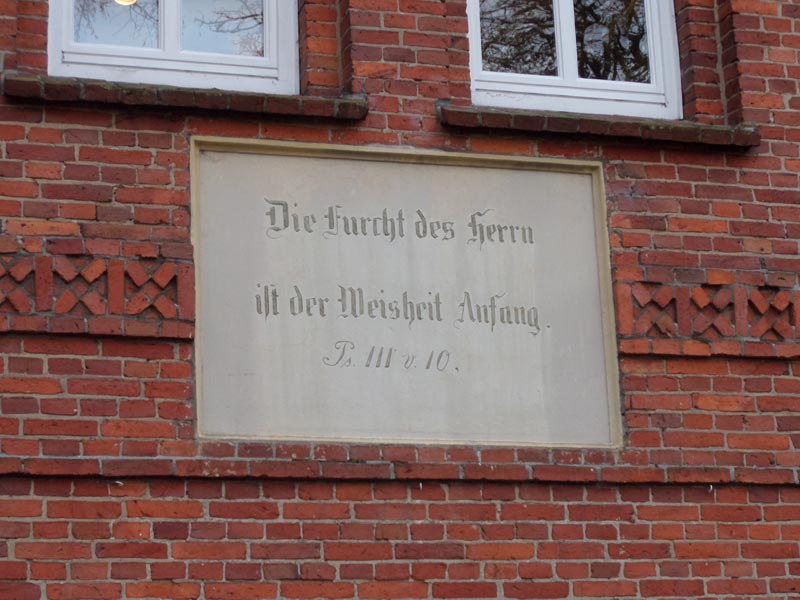 Die Furcht des Herrn
ist der Weisheit Anfang.
Ps. 111 v. 10.